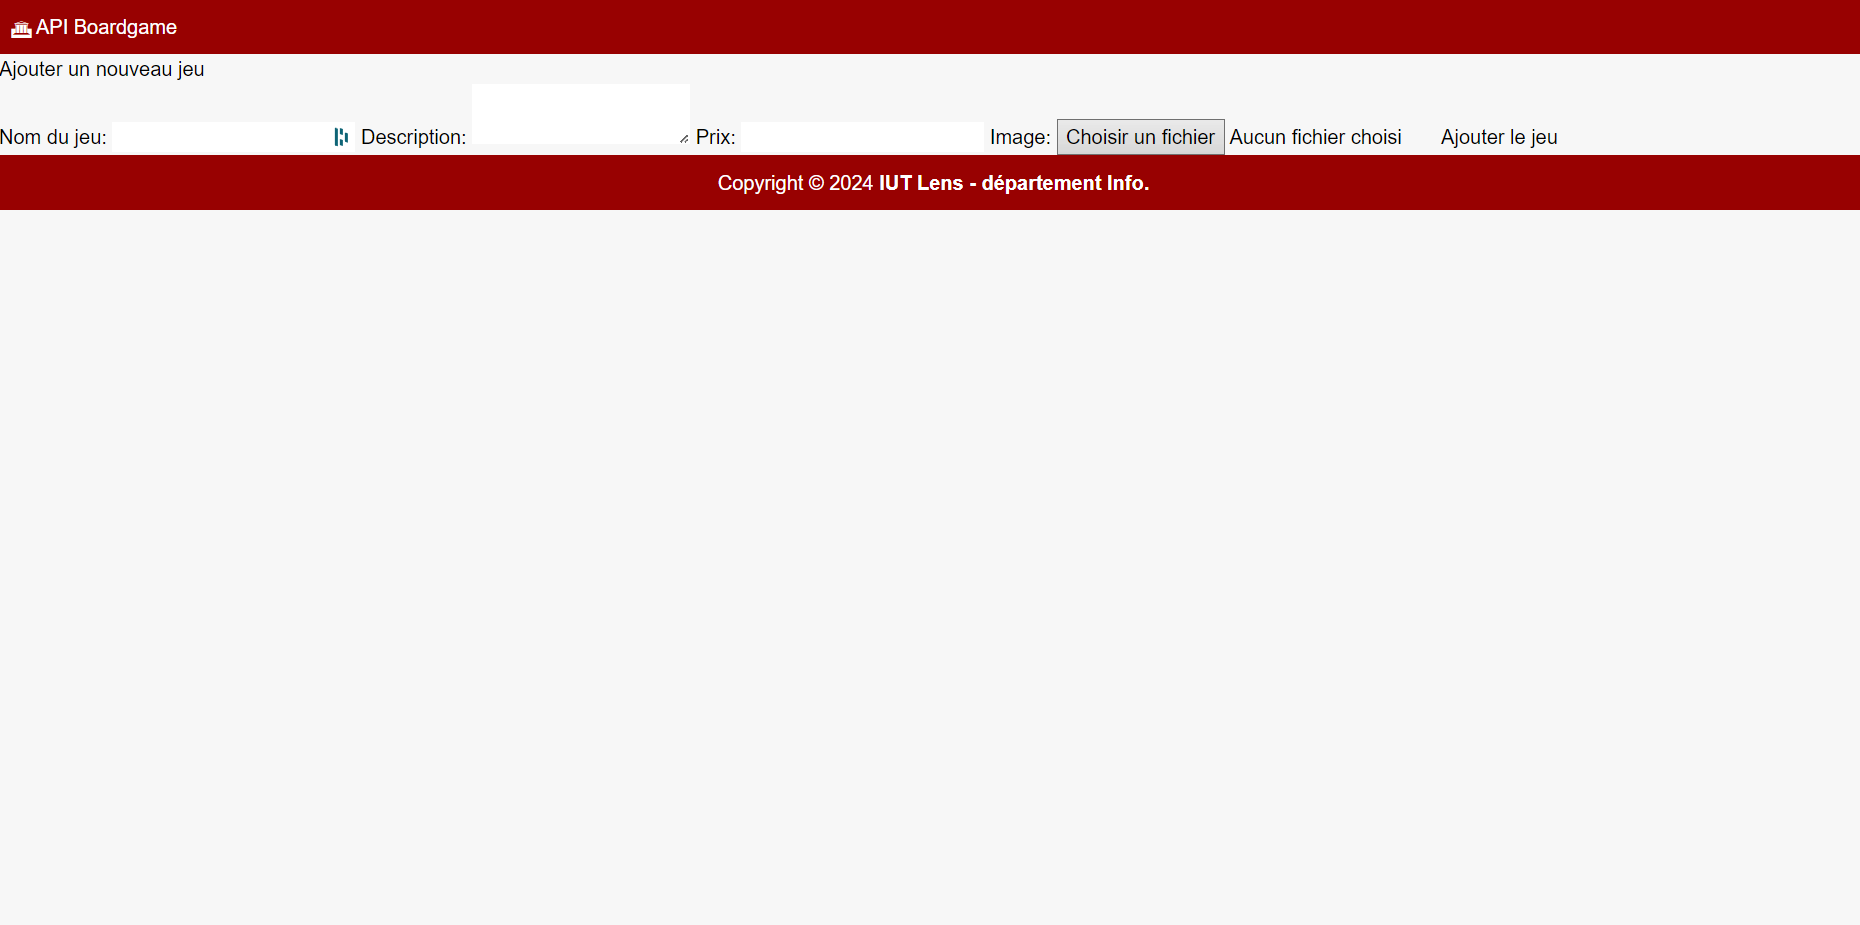 API Boardgame
Ajouter un nouveau jeu
Nom du jeu: Description: Prix: Image: Choisir un fichier Aucun fichier choisi Ajouter le jeu
Copyright © 2024 IUT Lens - département Info.